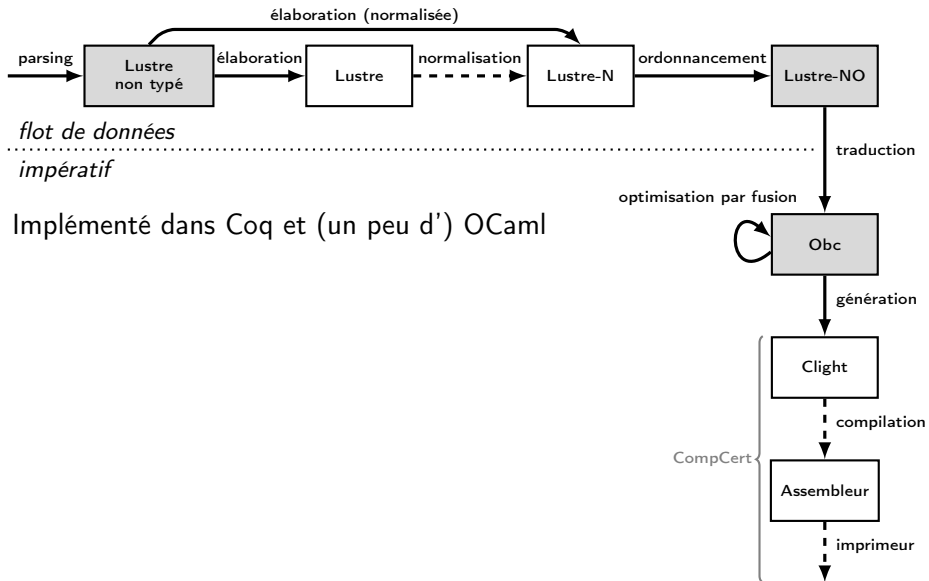 élaboration (normalisée)
parsing
Lustre
non typé
élaboration
Lustre
normalisation
Lustre-N
ordonnancement
Lustre-NO
flot de données
impératif
traduction
Implémenté dans Coq et (un peu d') OCaml
optimisation par fusion
Obc
génération
Clight
compilation
CompCert
Assembleur
imprimeur